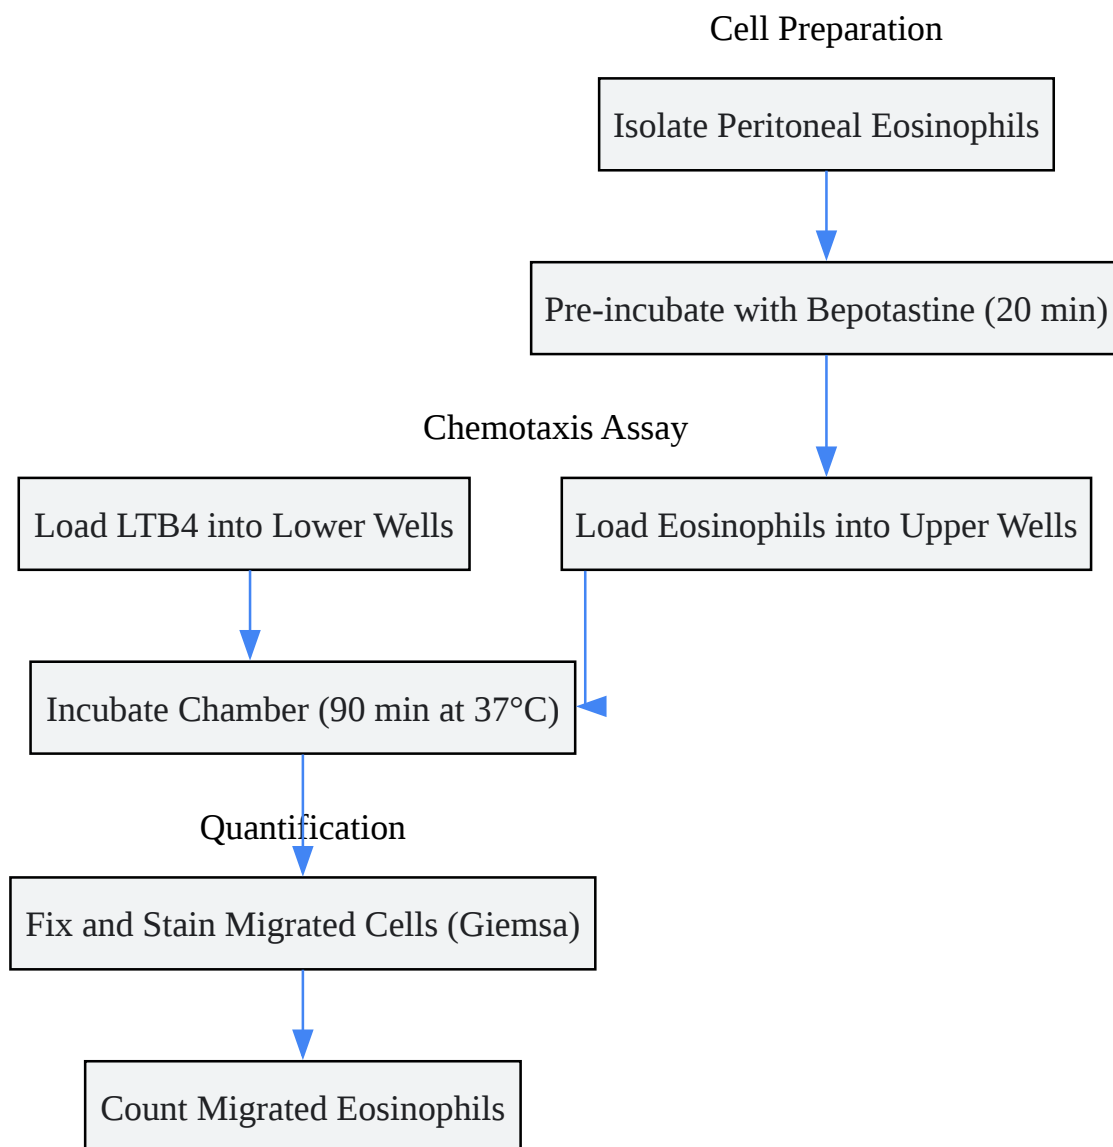 Cell Preparation
Isolate Peritoneal Eosinophils
Pre-incubate with Bepotastine (20 min)
Chemotaxis Assay
Load LTB4 into Lower Wells
Load Eosinophils into Upper Wells
Incubate Chamber (90 min at 37°C)
Quantification
Fix and Stain Migrated Cells (Giemsa)
Count Migrated Eosinophils